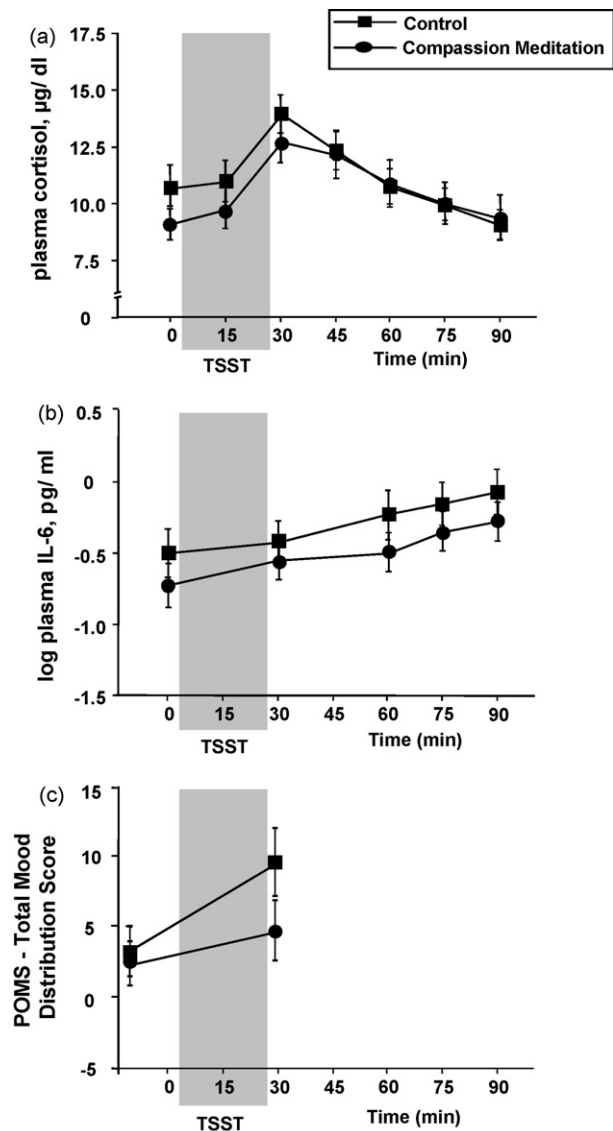 Control
Compassion Meditation
(a)
plasma cortisol, µg/ dl
17.5
15.0
12.5
10.0
7.5
0
0 15 30 45 60 75 90
TSST
Time (min)
(b)
log plasma IL-6, pg/ ml
0.5
0
-0.5
-1.0
-1.5
0 15 30 45 60 75 90
TSST
Time (min)
(c)
POMS - Total Mood
Distribution Score
15
10
5
0
-5
0 15 30 45 60 75 90
TSST
Time (min)